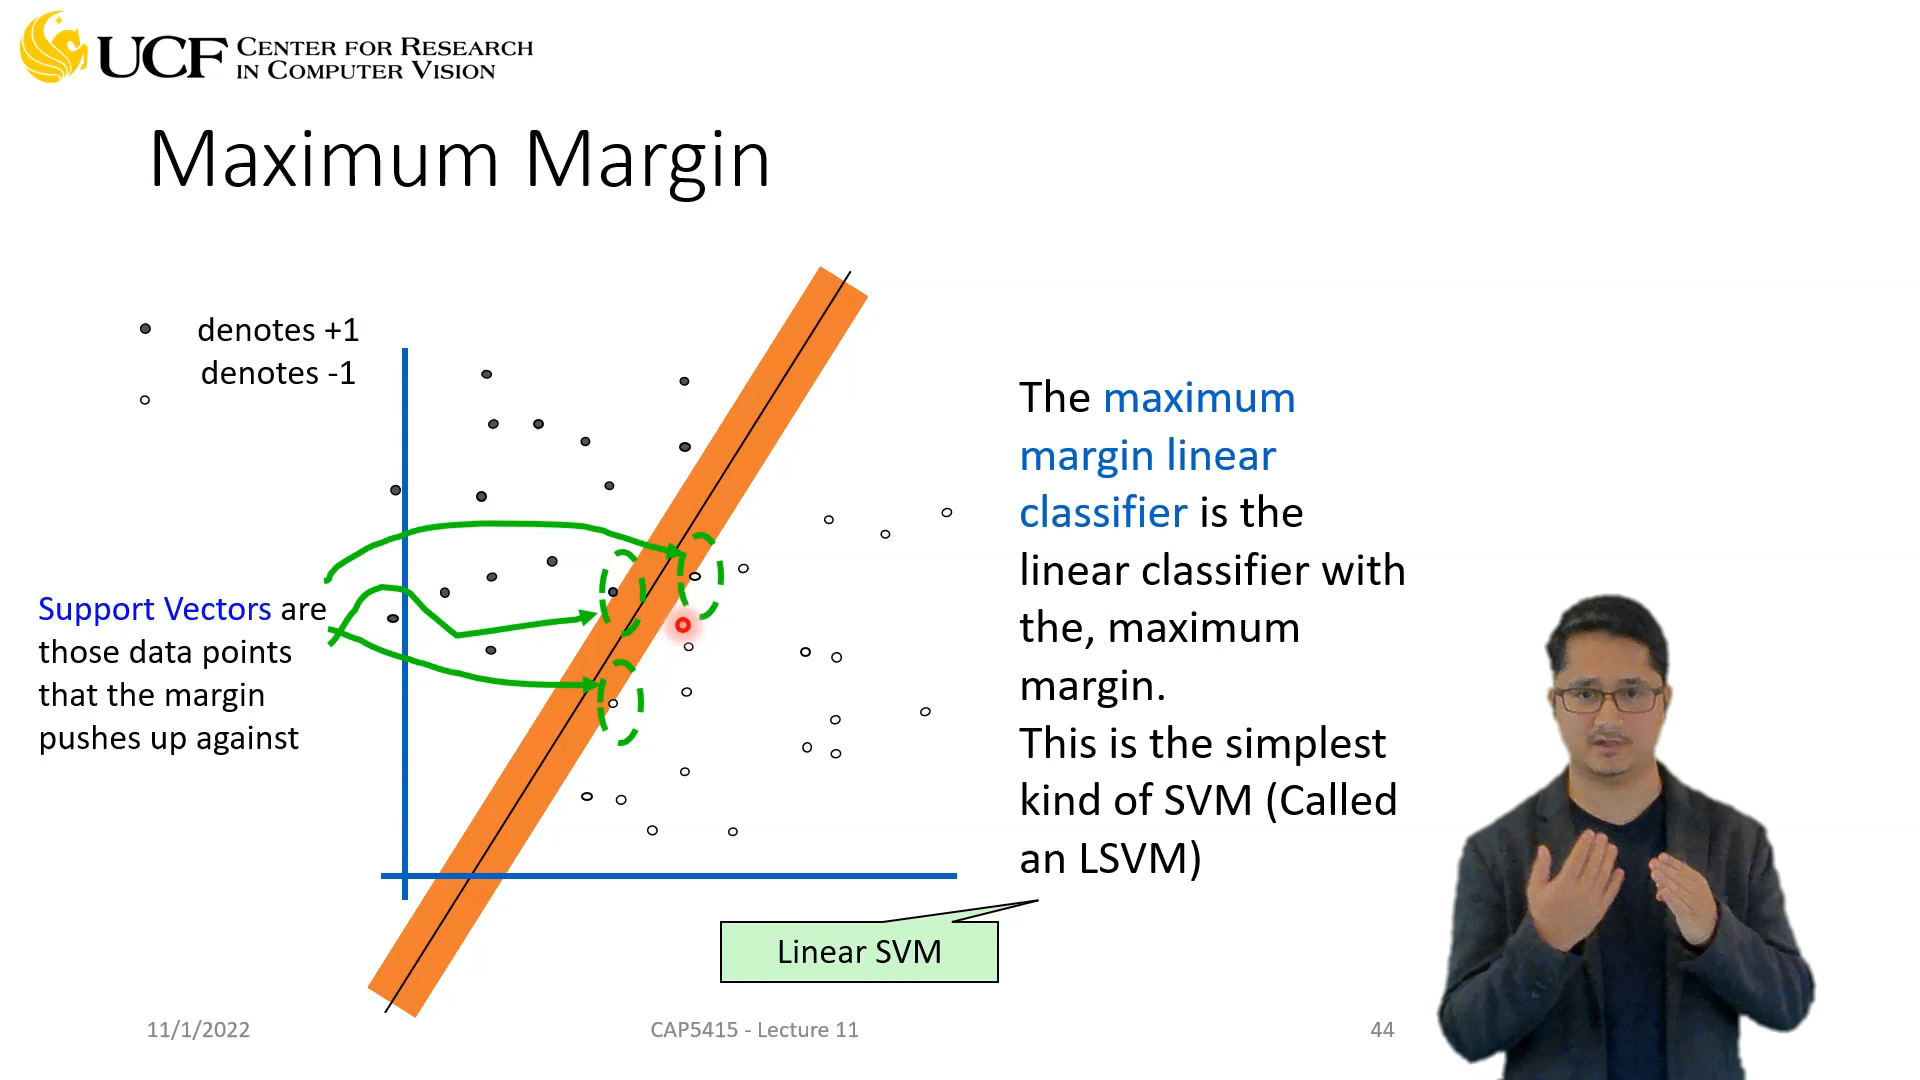 UCF CENTER FOR RESEARCH
IN COMPUTER VISION
Maximum Margin
denotes +1
denotes -1
Support Vectors are
those data points
that the margin
pushes up against
The maximum
margin linear
classifier is the
linear classifier with
the, maximum
margin.
This is the simplest
kind of SVM (Called
an LSVM)
Linear SVM
11/1/2022
CAP5415 - Lecture 11
44